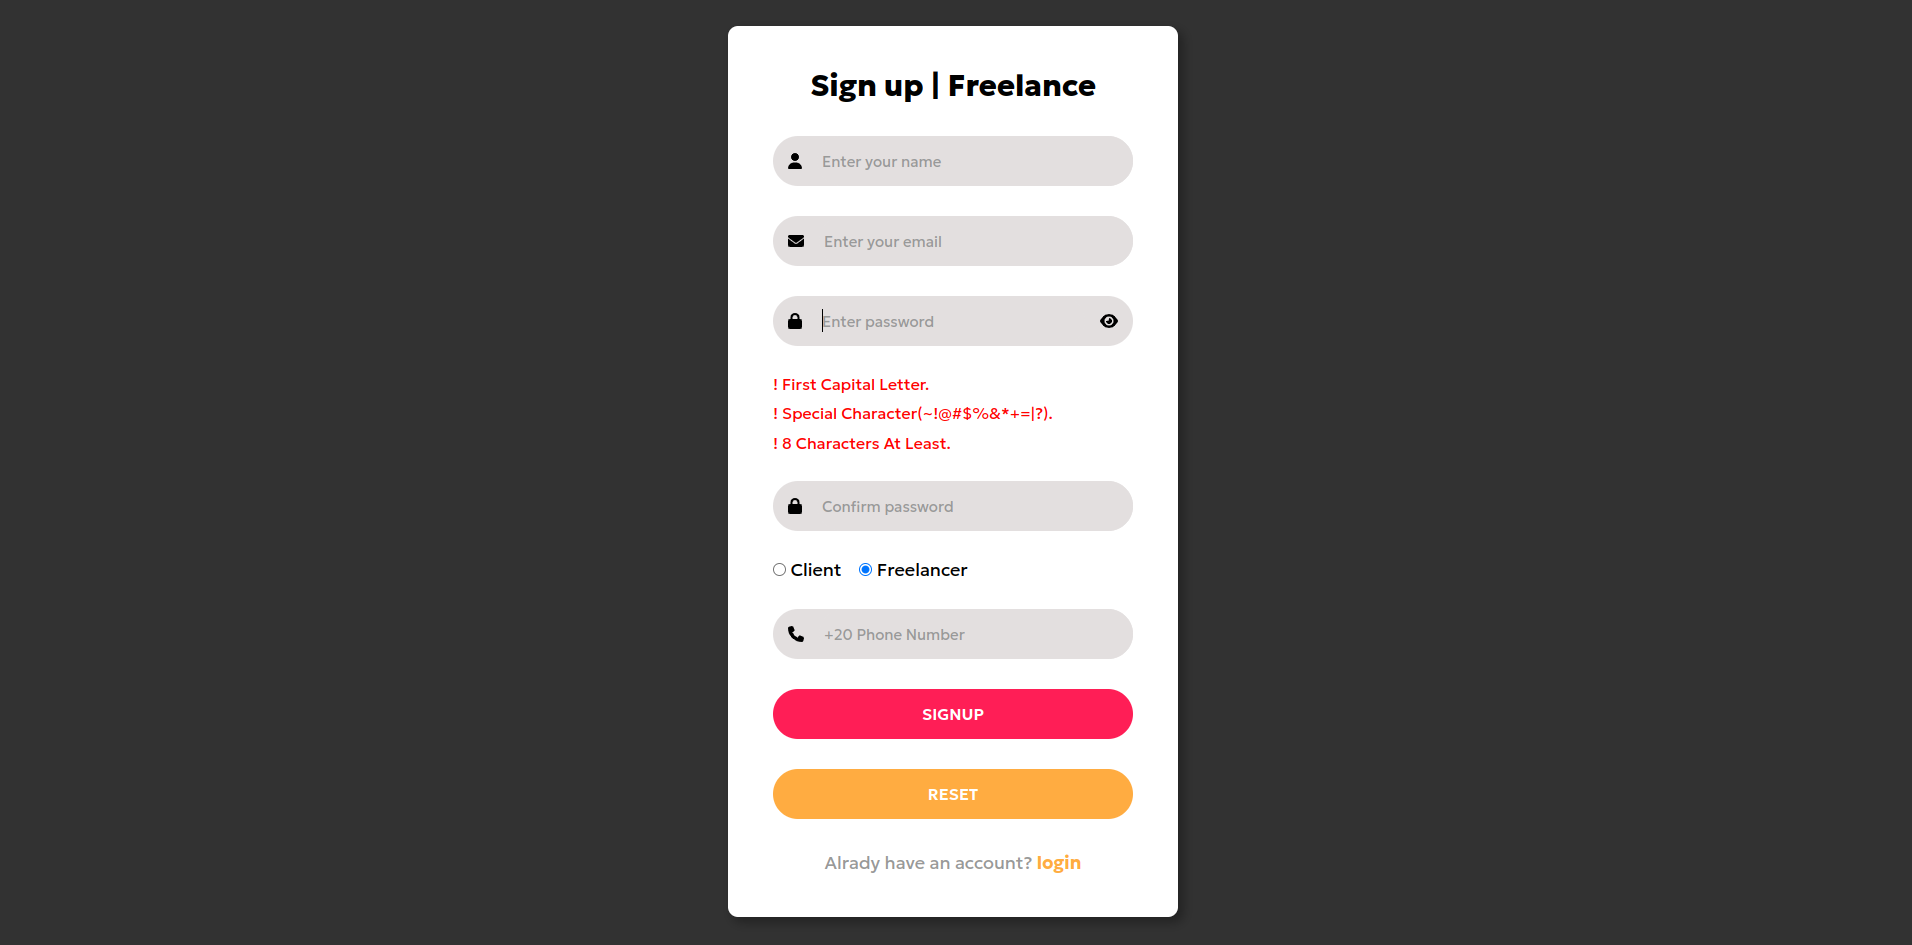 Sign up | Freelance
Enter your name
Enter your email
Enter password
! First Capital Letter.
! Special Character(~!@#$%&*+=|?).
! 8 Characters At Least.
Confirm password
Client Freelancer
+20 Phone Number
SIGNUP
RESET
Alrady have an account? login